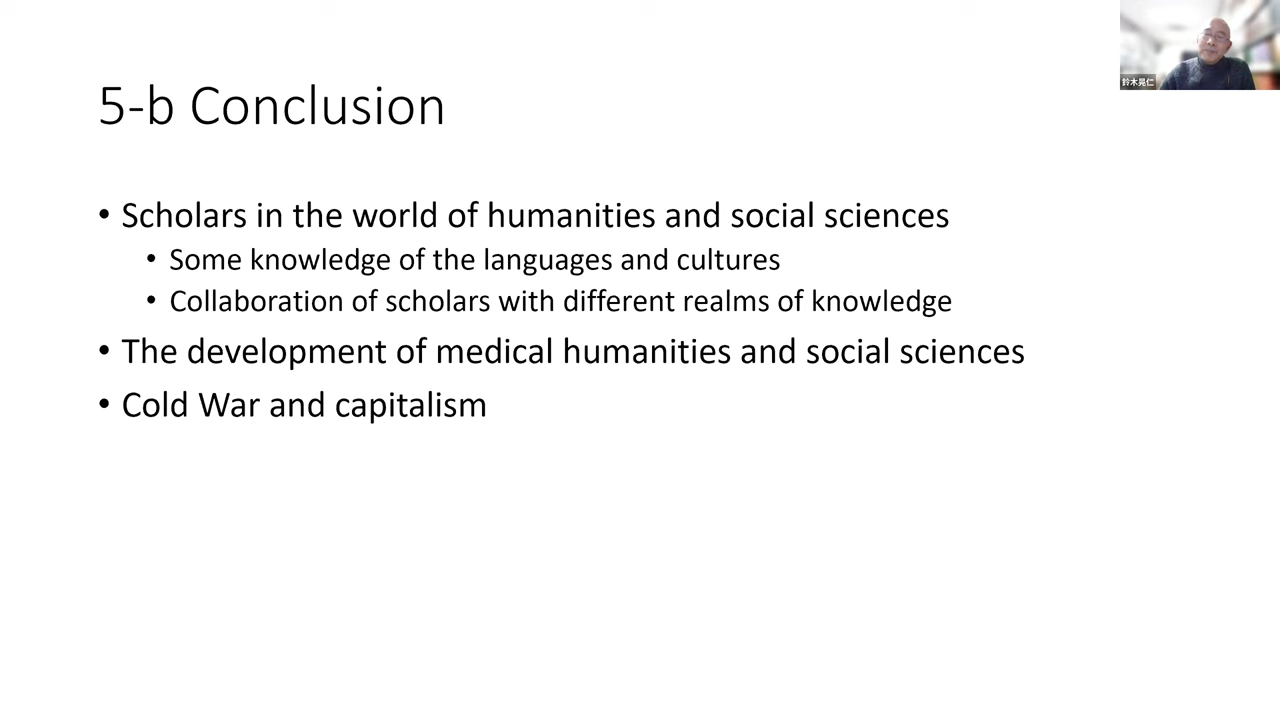 5-b Conclusion
• Scholars in the world of humanities and social sciences
• Some knowledge of the languages and cultures
• Collaboration of scholars with different realms of knowledge
• The development of medical humanities and social sciences
• Cold War and capitalism
鈴木晃仁